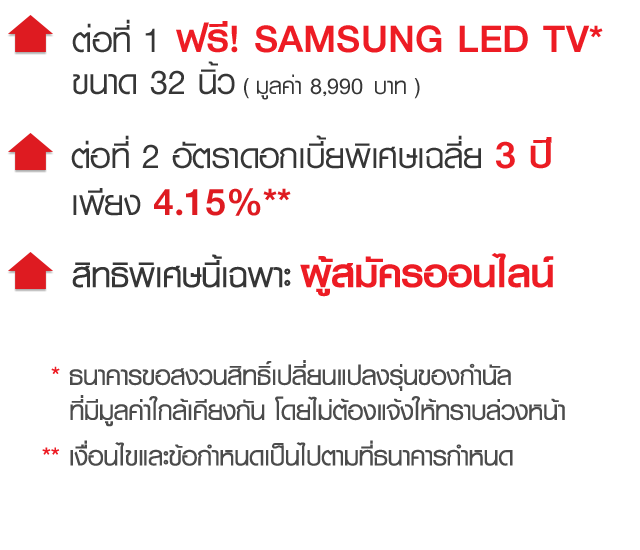 ต่อที่ 1 ฟรี! SAMSUNG LED TV*
ขนาด 32 นิ้ว ( มูลค่า 8,990 บาท )
ต่อที่ 2 อัตราดอกเบี้ยพิเศษเฉลี่ย 3 ปี
เพียง 4.15%**
สิทธิพิเศษนี้เฉพาะ ผู้สมัครออนไลน์
* ธนาคารขอสงวนสิทธิ์เปลี่ยนแปลงรุ่นของกำนัล
ที่มีมูลค่าใกล้เคียงกัน โดยไม่ต้องแจ้งให้ทราบล่วงหน้า
** เงื่อนไขและข้อกำหนดเป็นไปตามที่ธนาคารกำหนด